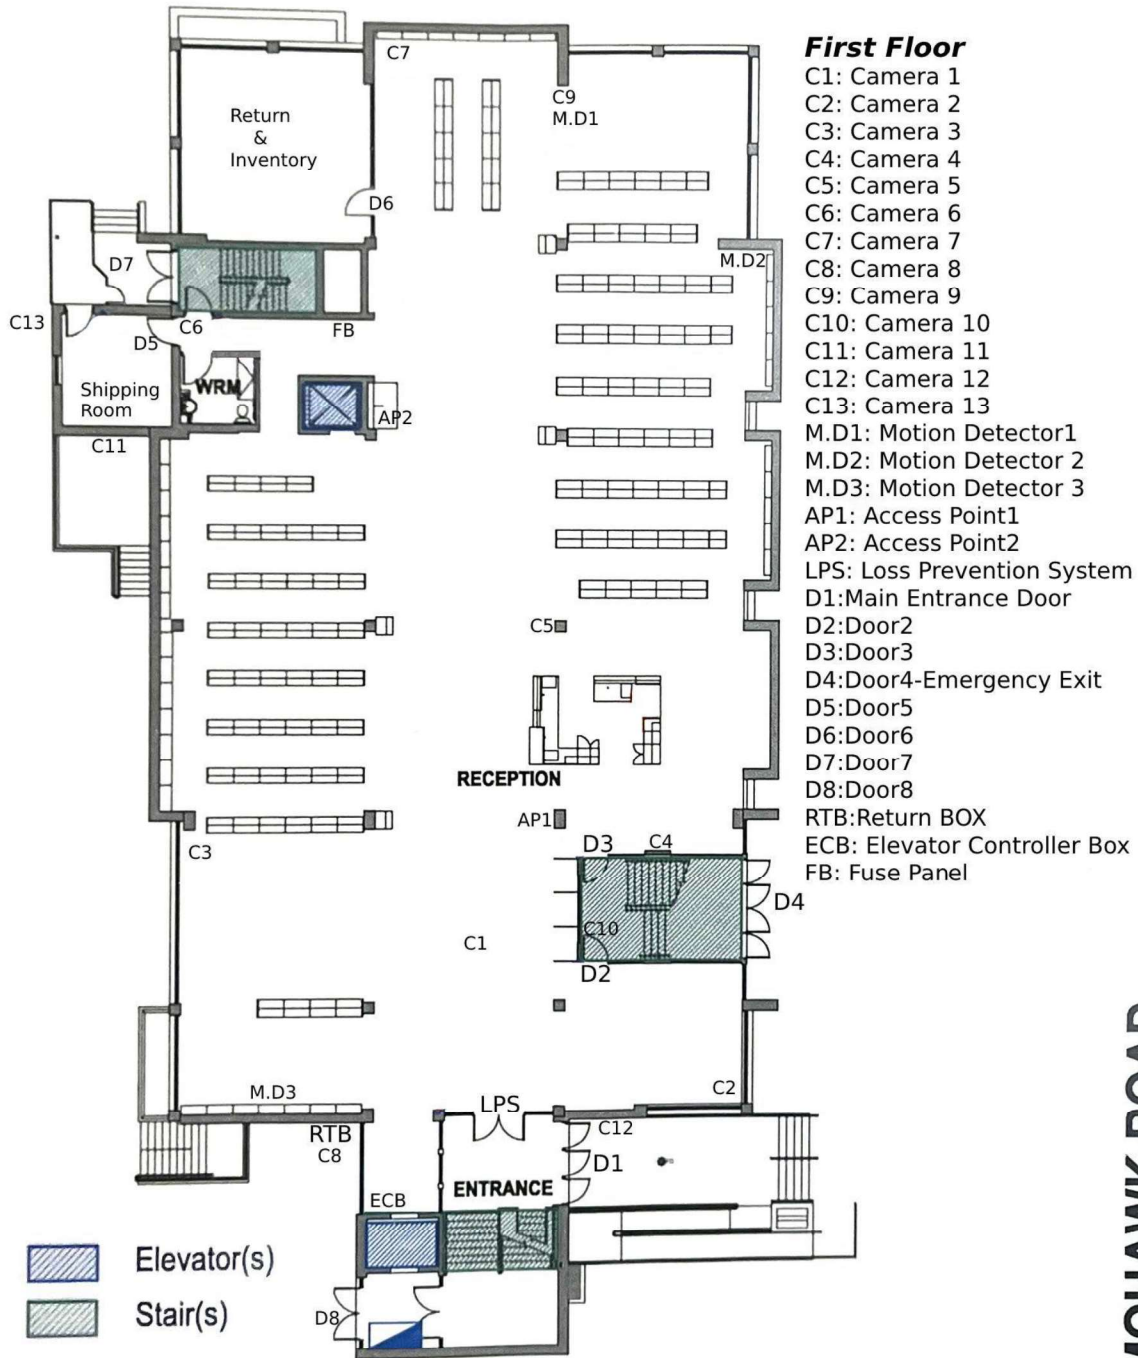 First Floor
C1: Camera 1
C2: Camera 2
C3: Camera 3
C4: Camera 4
C5: Camera 5
C6: Camera 6
C7: Camera 7
C8: Camera 8
C9: Camera 9
C10: Camera 10
C11: Camera 11
C12: Camera 12
C13: Camera 13
M.D1: Motion Detector1
M.D2: Motion Detector 2
M.D3: Motion Detector 3
AP1: Access Point1
AP2: Access Point2
LPS: Loss Prevention System
D1:Main Entrance Door
D2:Door2
D3:Door3
D4:Door4-Emergency Exit
D5:Door5
D6:Door6
D7:Door7
D8:Door8
RTB:Return BOX
ECB: Elevator Controller Box
FB: Fuse Panel
C7
C9
M.D1
Return
&
Inventory
D6
D7
M.D2
C13
C6
D5
FB
Shipping
Room
WRM
AP2
C11
C5
RECEPTION
AP1
C3
D3
C4
D4
C10
C1
D2
M.D3
C2
LPS
RTB
C8
C12
D1
ENTRANCE
ECB
D8
Elevator(s)
Stair(s)
ROAD